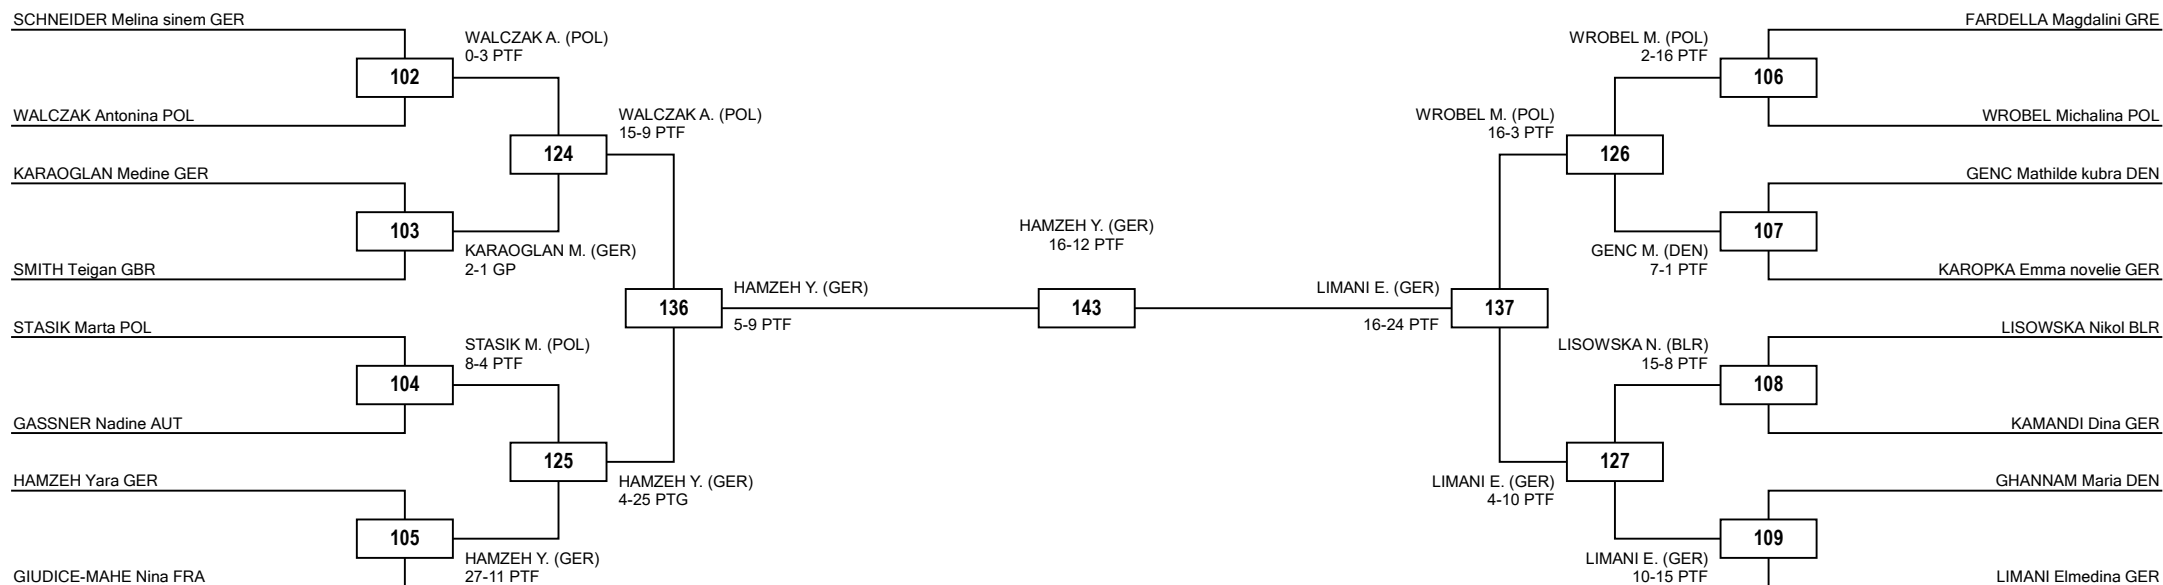 SCHNEIDER Melina sinem GER
FARDELLA Magdalini GRE
WALCZAK A. (POL)
0-3 PTF
WROBEL M. (POL)
2-16 PTF
102
106
WALCZAK Antonina POL
WALCZAK A. (POL)
15-9 PTF
WROBEL M. (POL)
16-3 PTF
WROBEL Michalina POL
124
126
KARAOGLAN Medine GER
GENC Mathilde kubra DEN
103
HAMZEH Y. (GER)
16-12 PTF
107
KARAOGLAN M. (GER)
2-1 GP
GENC M. (DEN)
7-1 PTF
SMITH Teigan GBR
KAROPKA Emma novelie GER
136
HAMZEH Y. (GER)
5-9 PTF
143
LIMANI E. (GER)
16-24 PTF
137
STASIK Marta POL
LISOWSKA Nikol BLR
STASIK M. (POL)
8-4 PTF
LISOWSKA N. (BLR)
15-8 PTF
104
108
GASSNER Nadine AUT
KAMANDI Dina GER
125
127
HAMZEH Yara GER
HAMZEH Y. (GER)
4-25 PTG
LIMANI E. (GER)
4-10 PTF
GHANNAM Maria DEN
105
109
HAMZEH Y. (GER)
27-11 PTF
LIMANI E. (GER)
10-15 PTF
GIUDICE-MAHE Nina FRA
LIMANI Elmedina GER